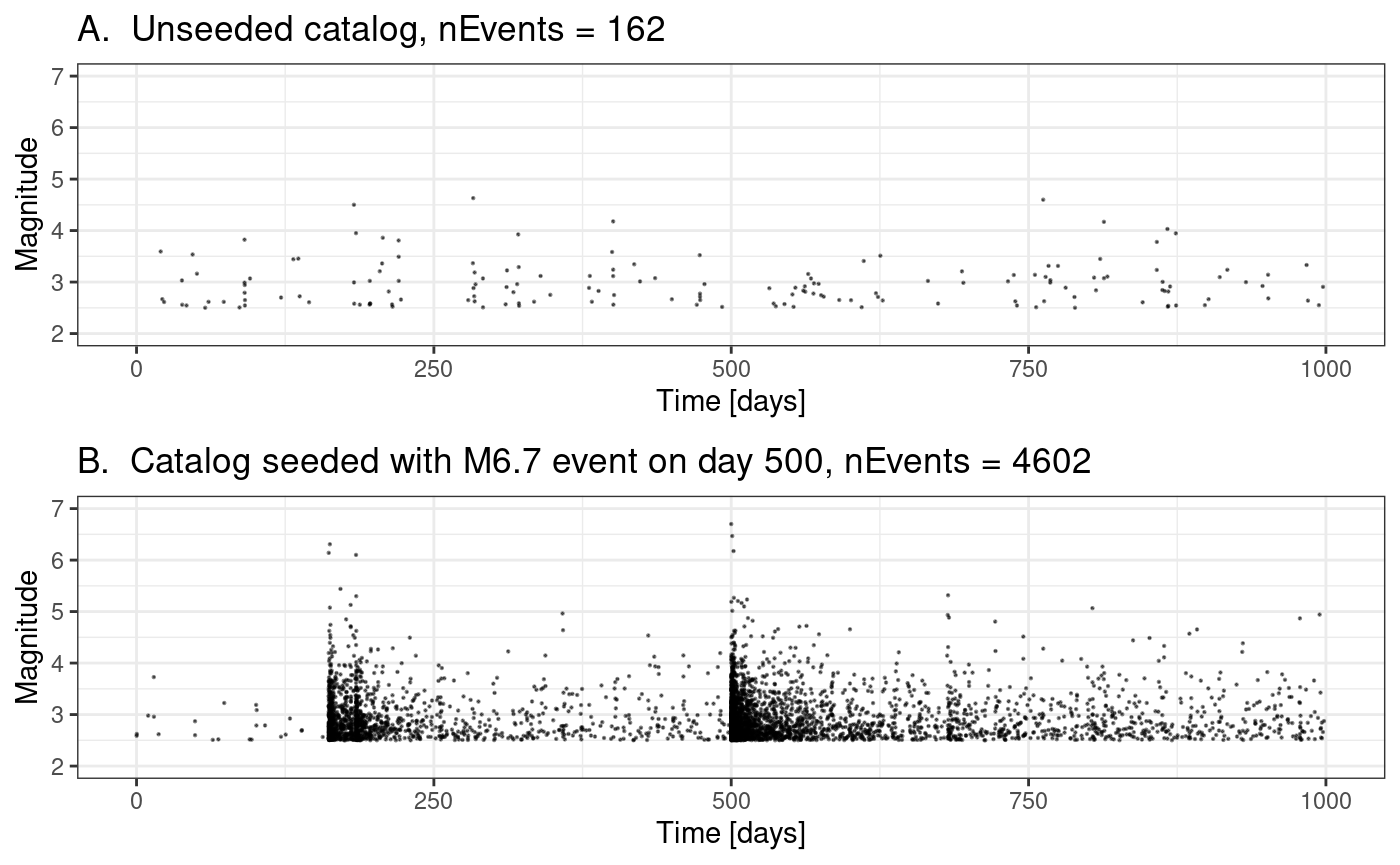 A.  Unseeded catalog, nEvents = 162
7
6
5
4
3
2
Magnitude
0 250 500 750 1000
Time [days]
B.  Catalog seeded with M6.7 event on day 500, nEvents = 4602
7
6
5
4
3
2
Magnitude
0 250 500 750 1000
Time [days]